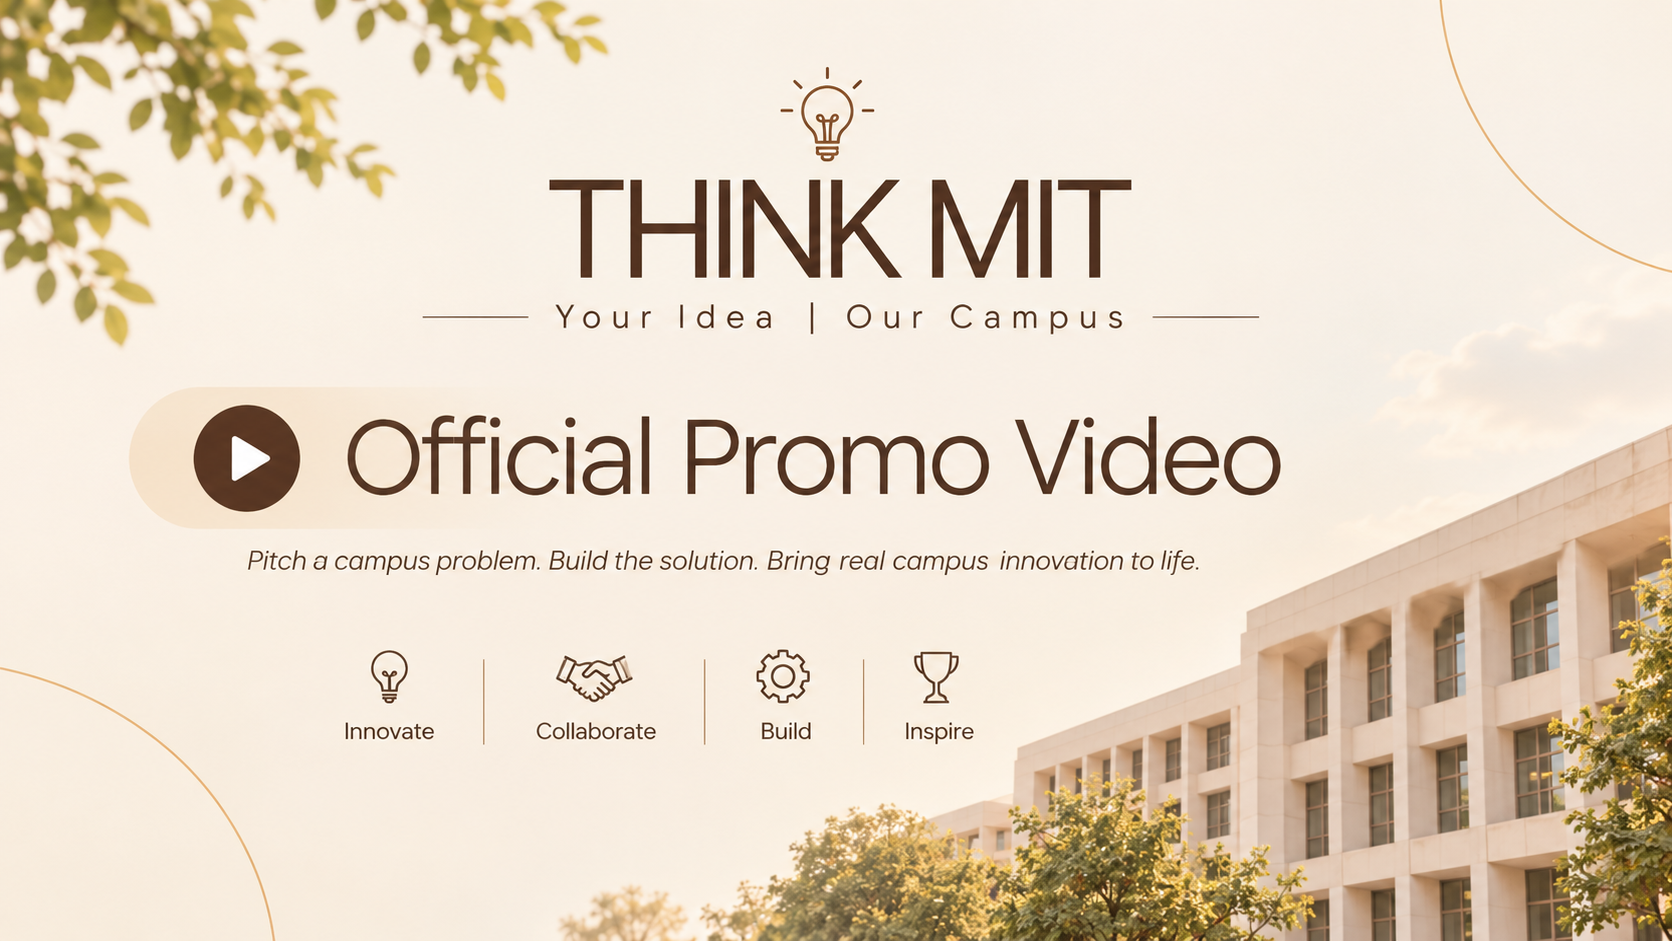 THINK MIT
Your Idea | Our Campus
Official Promo Video
Pitch a campus problem. Build the solution. Bring real campus innovation to life.
Innovate
Collaborate
Build
Inspire